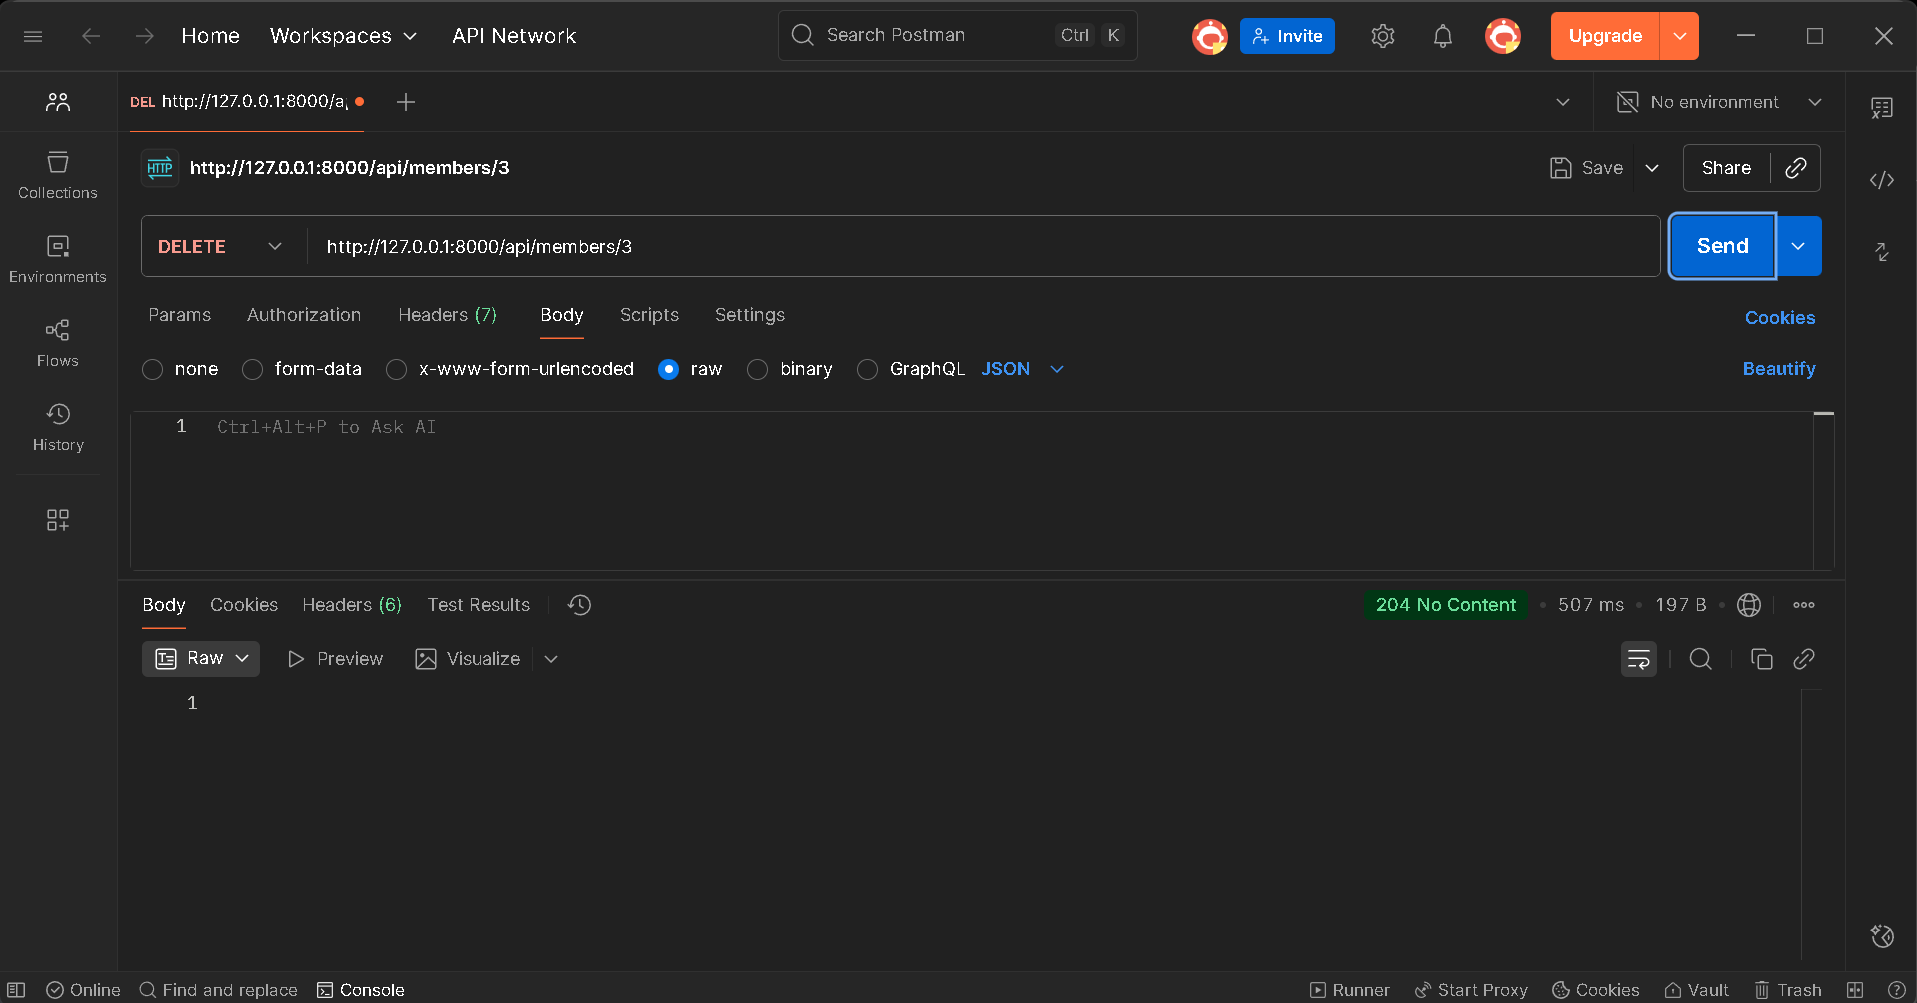 Home Workspaces API Network Search Postman Ctrl K Invite Upgrade
DEL http://127.0.0.1:8000/a No environment
http://127.0.0.1:8000/api/members/3 Save Share
Collections
DELETE http://127.0.0.1:8000/api/members/3 Send
Environments
Params Authorization Headers (7) Body Scripts Settings Cookies
Flows
none form-data x-www-form-urlencoded raw binary GraphQL JSON Beautify
History
1 Ctrl+Alt+P to Ask AI
Body Cookies Headers (6) Test Results 204 No Content • 507 ms • 197 B •
Raw Preview Visualize
1
Online Find and replace Console Runner Start Proxy Cookies Vault Trash